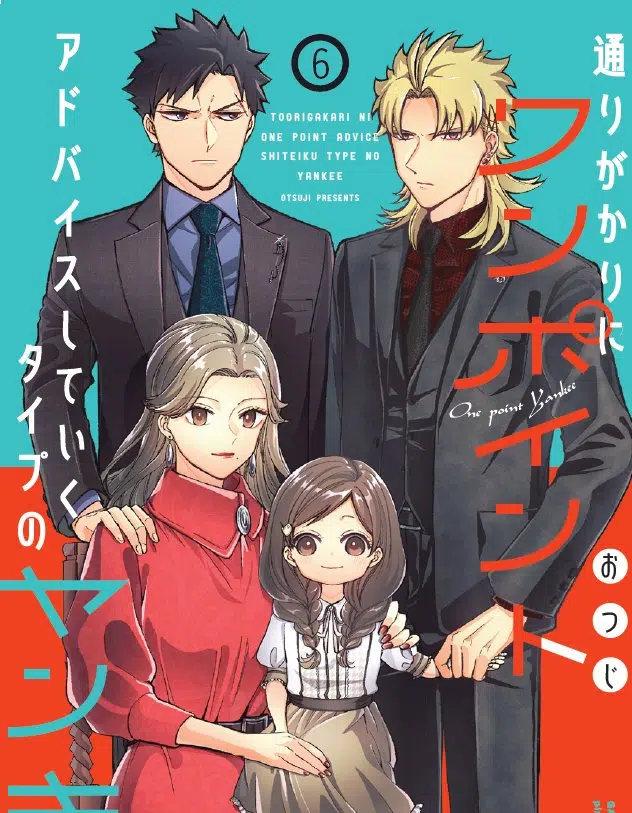 通りがかりに
ワンポイント
アドバイスしていく
タイプの
ヤンキ
6
TOORIGAKARI NI
ONE POINT ADVICE
SHITEIKU TYPE NO
YANKEE
OTSUJI PRESENTS
One point Yankee
おつじ